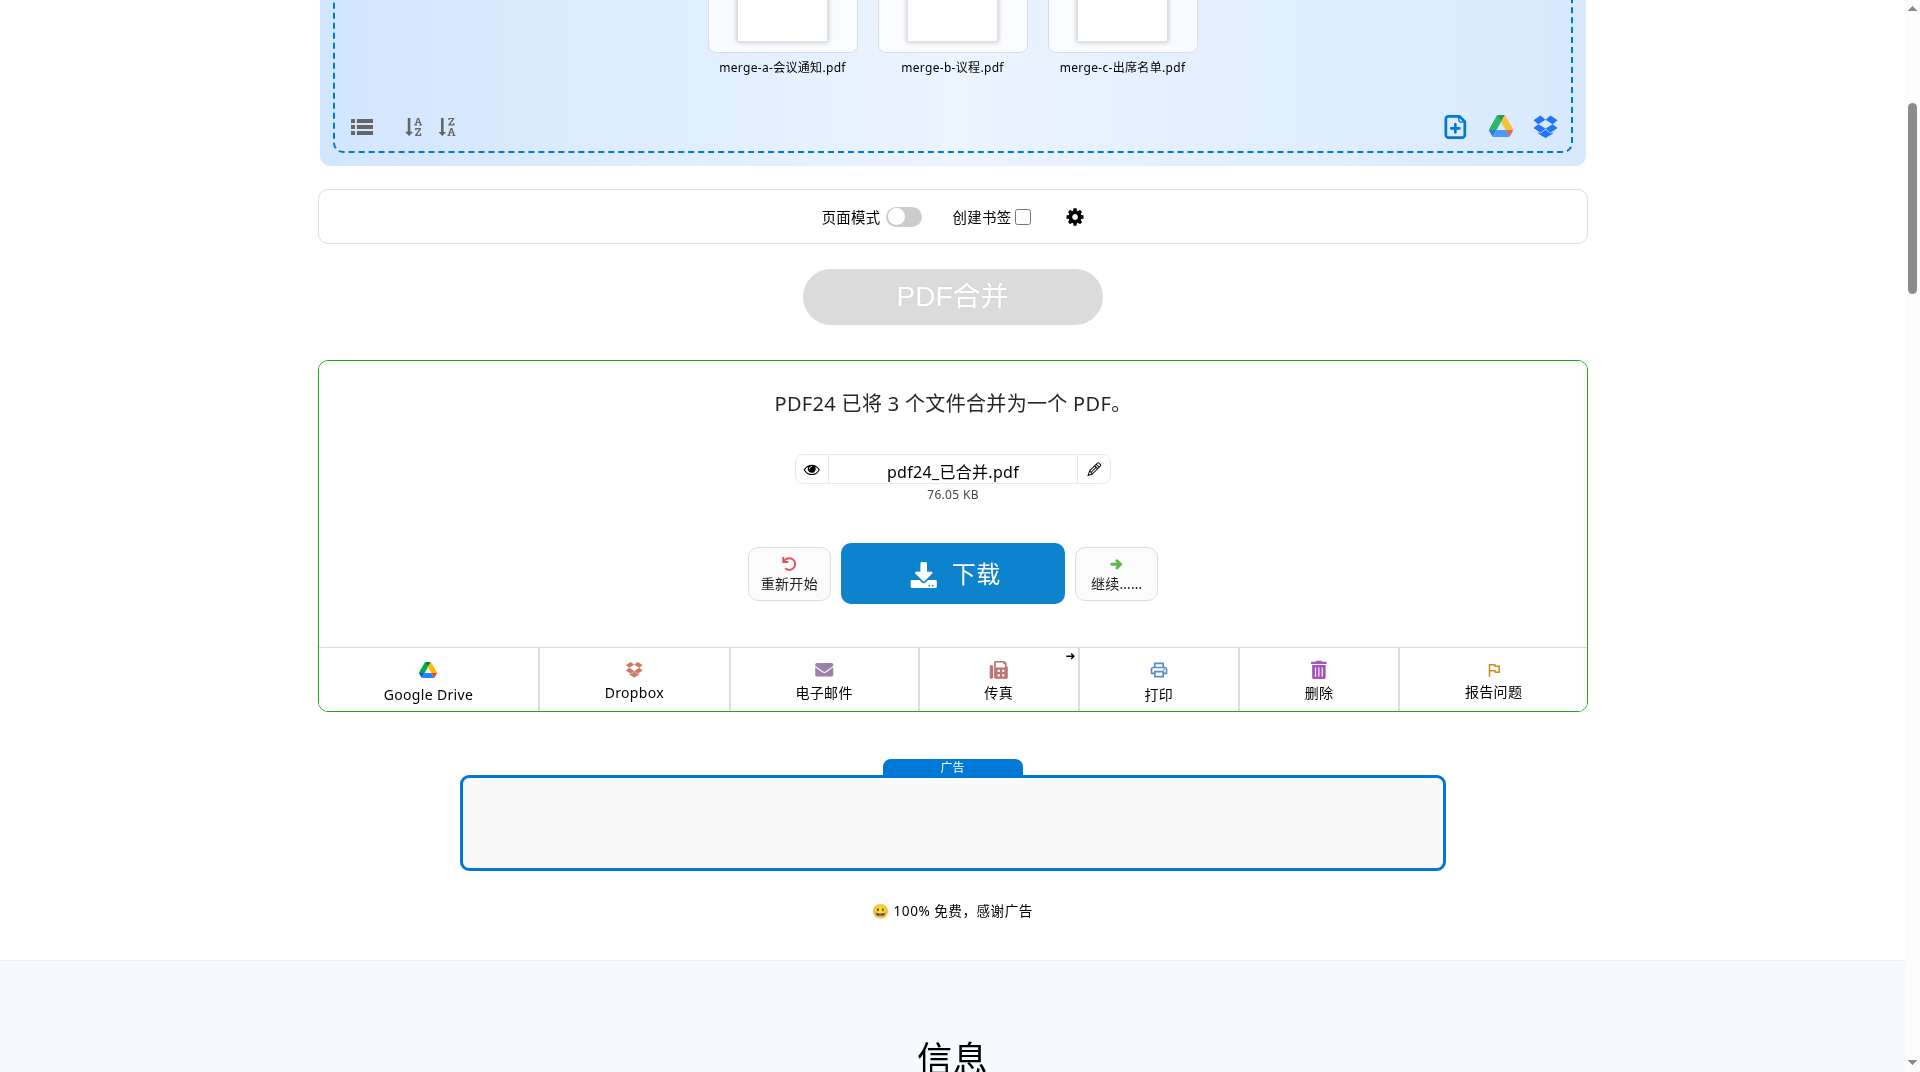 merge-a-会议通知.pdf
merge-b-议程.pdf
merge-c-出席名单.pdf
页面模式
创建书签
PDF合并
PDF24 已将 3 个文件合并为一个 PDF。
pdf24_已合并.pdf
76.05 KB
重新开始
下载
继续......
Google Drive
Dropbox
电子邮件
传真
打印
删除
报告问题
广告
😀 100% 免费，感谢广告
信息